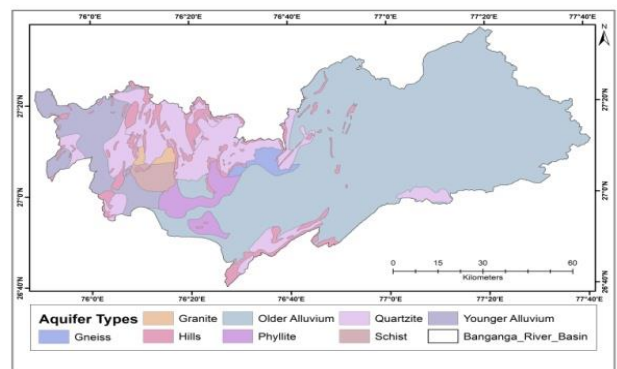 76°0'E 76°20'E 76°40'E 77°0'E 77°20'E 77°40'E
N
27°20'N 27°20'N
27°0'N 27°0'N
26°40'N 26°40'N
0 15 30 60
Kilometers
76°0'E 76°20'E 76°40'E 77°0'E 77°20'E 77°40'E
Aquifer Types Granite Older Alluvium Quartzite Younger Alluvium
Gneiss Hills Phyllite Schist Banganga_River_Basin